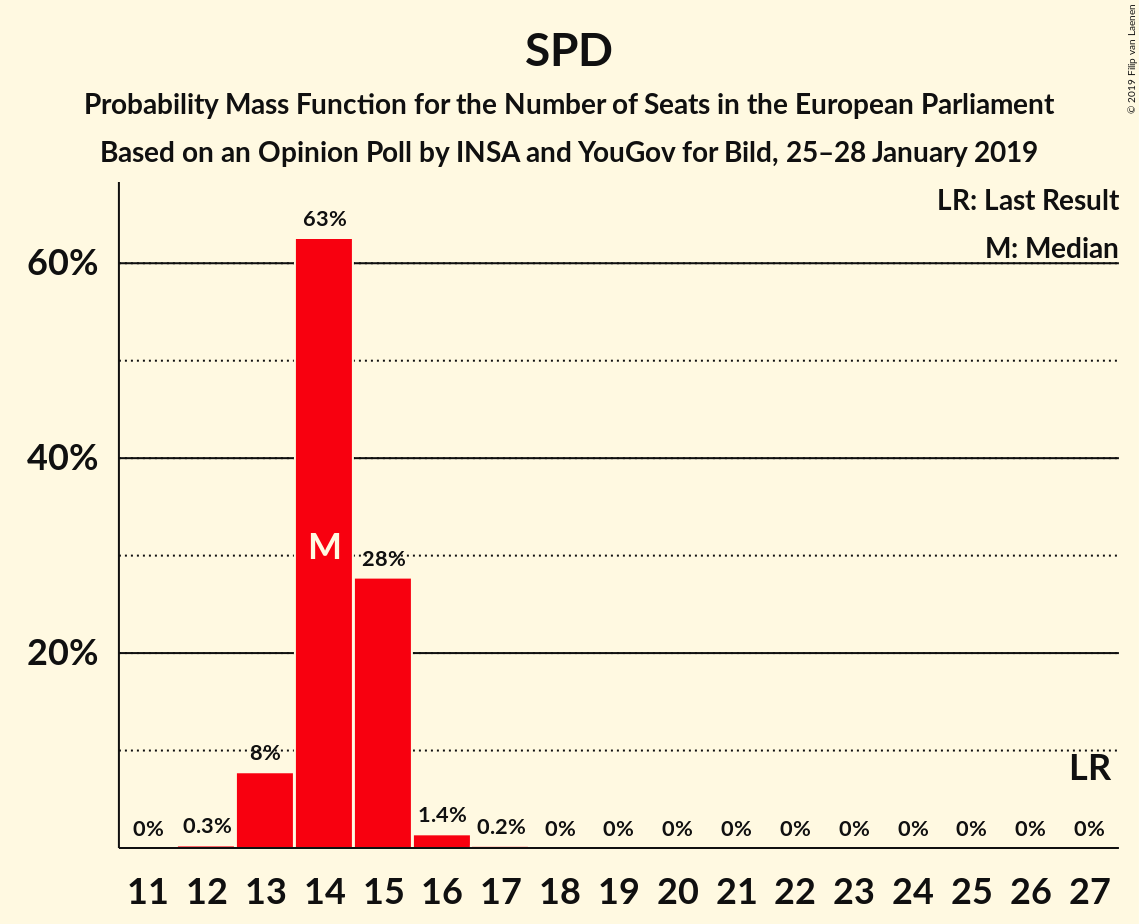 SPD
Probability Mass Function for the Number of Seats in the European Parliament
Based on an Opinion Poll by INSA and YouGov for Bild, 25–28 January 2019
© 2019 Filip van Laenen
LR: Last Result
M: Median
60%
40%
20%
0% 0.3% 8% 63% 28% 1.4% 0.2% 0% 0% 0% 0% 0% 0% 0% 0% 0% 0%
M
LR
11 12 13 14 15 16 17 18 19 20 21 22 23 24 25 26 27